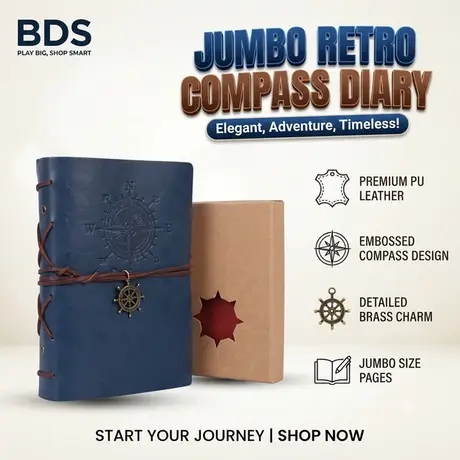 BDS
PLAY BIG, SHOP SMART
JUMBO RETRO
COMPASS DIARY
Elegant, Adventure, Timeless!
N
W
E
S
PREMIUM PU
LEATHER
EMBOSSED
COMPASS DESIGN
DETAILED
BRASS CHARM
JUMBO SIZE
PAGES
START YOUR JOURNEY | SHOP NOW